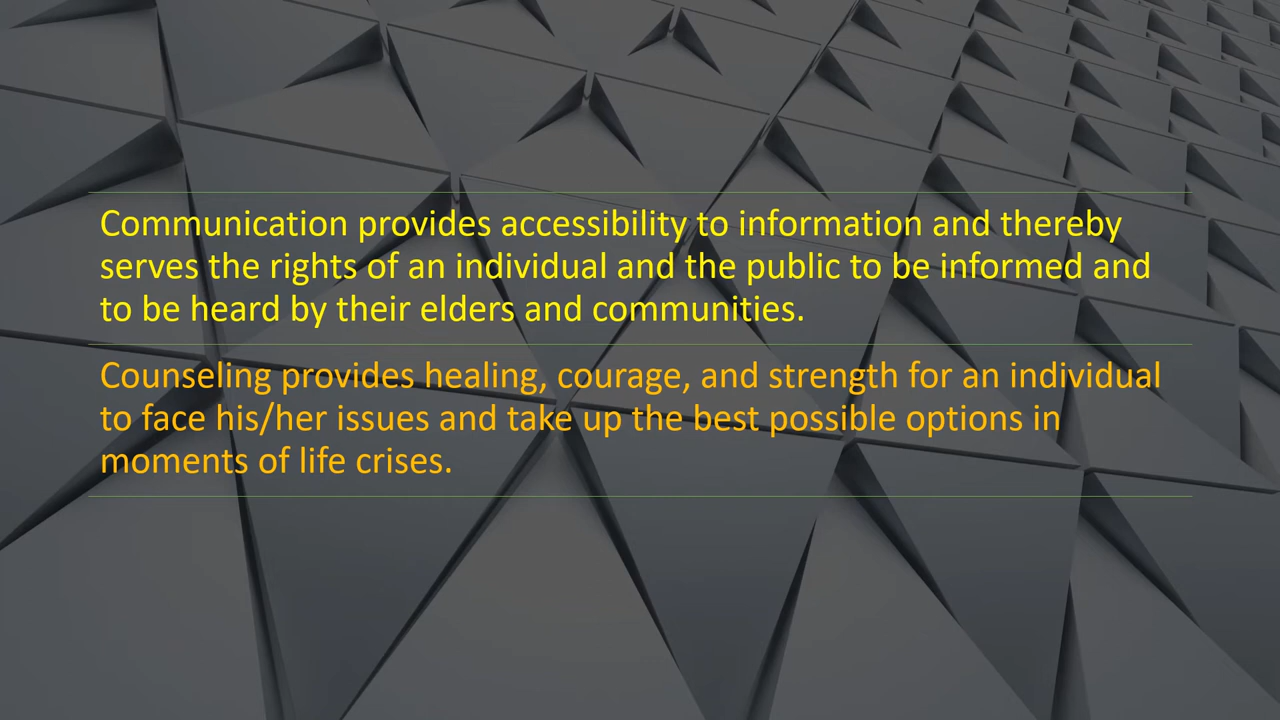 Communication provides accessibility to information and thereby
serves the rights of an individual and the public to be informed and
to be heard by their elders and communities.
Counseling provides healing, courage, and strength for an individual
to face his/her issues and take up the best possible options in
moments of life crises.